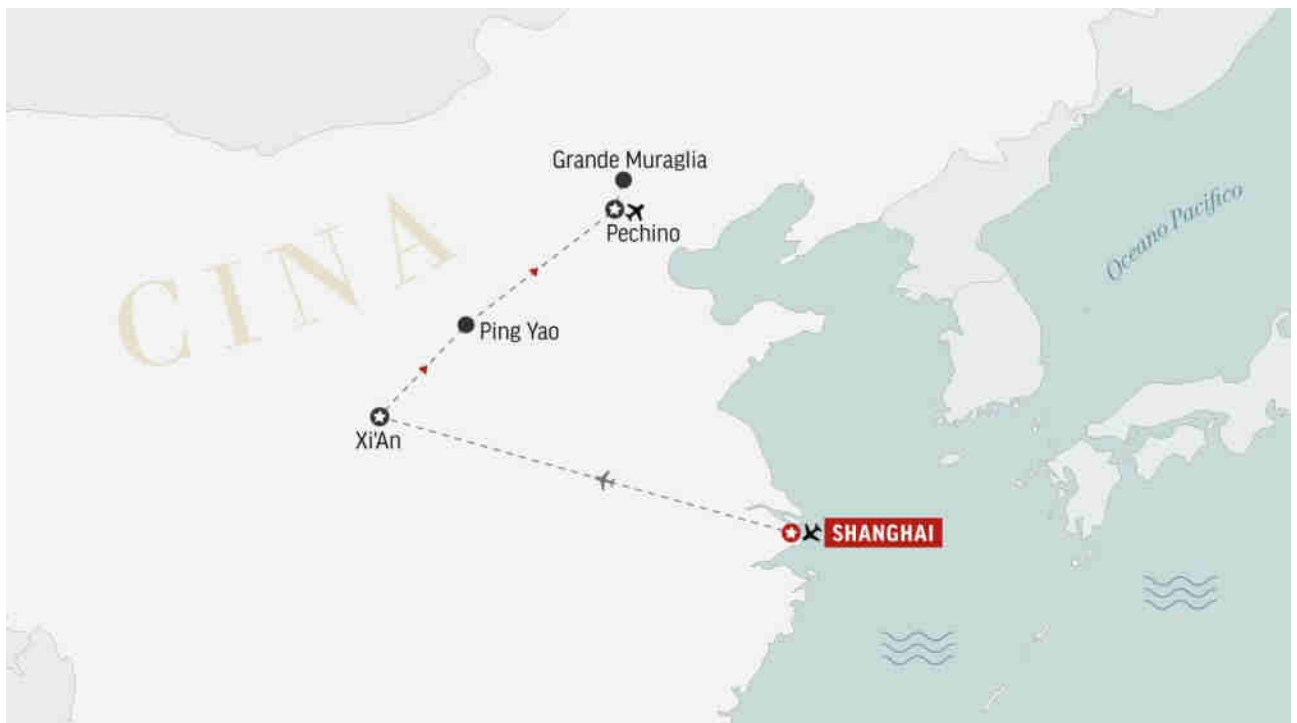 Grande Muraglia
Pechino
Oceano Pacifico
CINA
Ping Yao
Xi'An
SHANGHAI